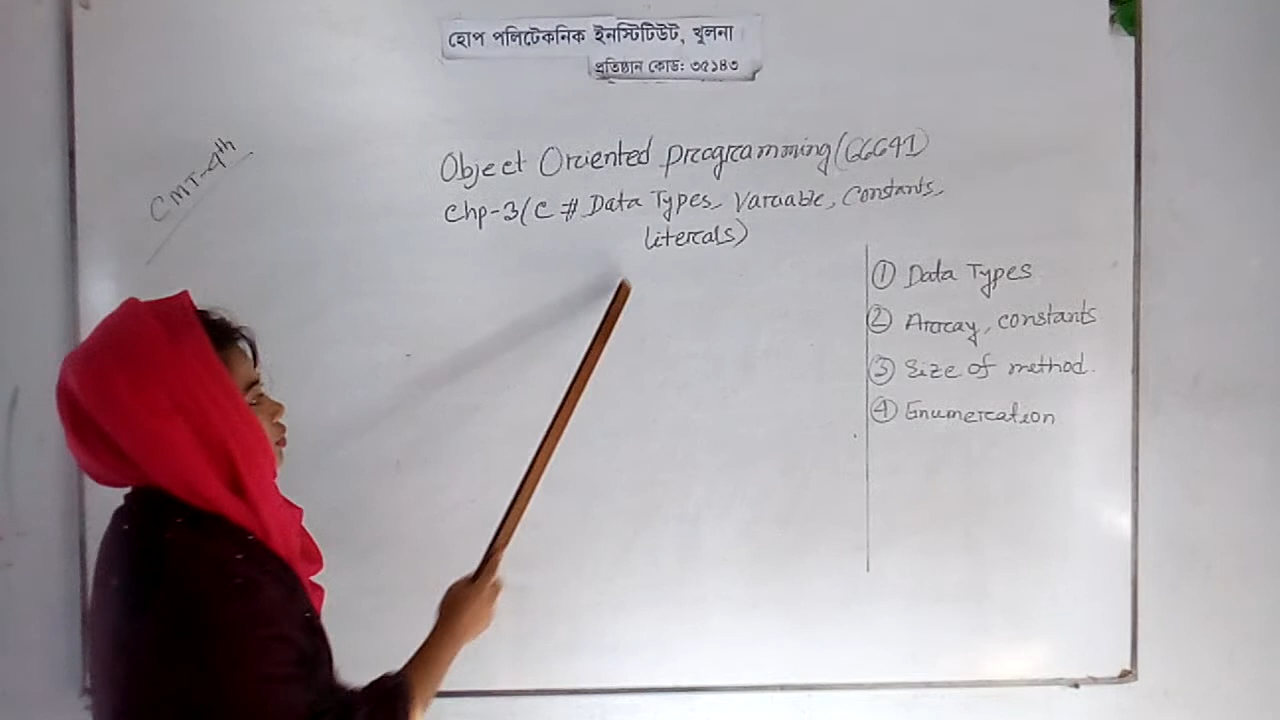 হোপ পলিটেকনিক ইনস্টিটিউট, খুলনা
প্রতিষ্ঠান কোড: ৩৫১৪৩
CMT-4th
Object Oriented programming (66641)
Chp-3 (C # Data Types, Variable, Constants,
literals)
① Data Types
② Array, constants
③ Size of method.
④ Enumeration